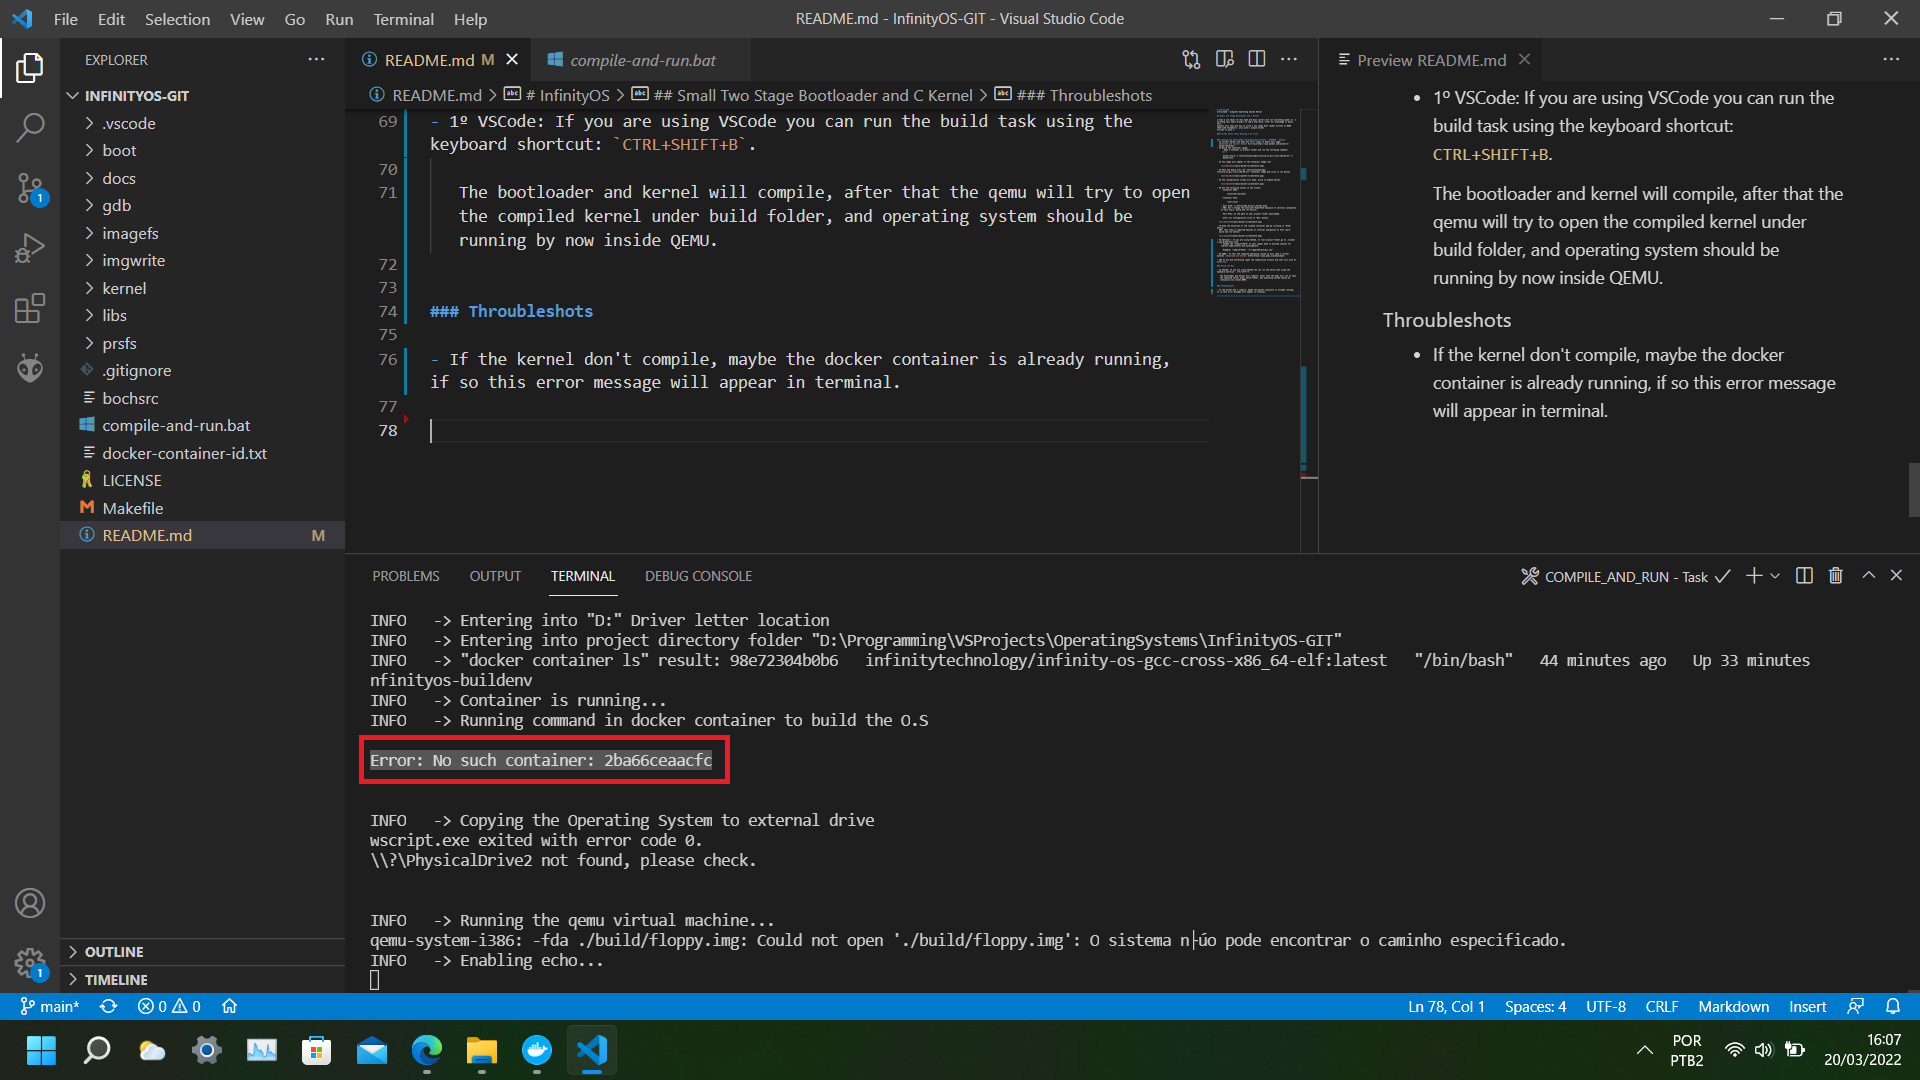 File Edit Selection View Go Run Terminal Help
README.md - InfinityOS-GIT - Visual Studio Code
EXPLORER
README.md M
compile-and-run.bat
Preview README.md
INFINITYOS-GIT
.vscode
boot
docs
gdb
imagefs
imgwrite
kernel
libs
prsfs
.gitignore
bochsrc
compile-and-run.bat
docker-container-id.txt
LICENSE
Makefile
README.md M
OUTLINE
TIMELINE
1
1
README.md > # InfinityOS > ## Small Two Stage Bootloader and C Kernel > ### Throubleshots
69 - 1º VSCode: If you are using VSCode you can run the build task using the
keyboard shortcut: `CTRL+SHIFT+B`.
70
71 The bootloader and kernel will compile, after that the qemu will try to open
the compiled kernel under build folder, and operating system should be
running by now inside QEMU.
72
73
74 ### Throubleshots
75
76 - If the kernel don't compile, maybe the docker container is already running,
if so this error message will appear in terminal.
77
78
• 1º VSCode: If you are using VSCode you can run the
build task using the keyboard shortcut:
CTRL+SHIFT+B.
The bootloader and kernel will compile, after that the
qemu will try to open the compiled kernel under
build folder, and operating system should be
running by now inside QEMU.
Throubleshots
• If the kernel don't compile, maybe the docker
container is already running, if so this error message
will appear in terminal.
PROBLEMS OUTPUT TERMINAL DEBUG CONSOLE
COMPILE_AND_RUN - Task
INFO -> Entering into "D:" Driver letter location
INFO -> Entering into project directory folder "D:\Programming\VSProjects\OperatingSystems\InfinityOS-GIT"
INFO -> "docker container ls" result: 98e72304b0b6 infinitytechnology/infinity-os-gcc-cross-x86_64-elf:latest "/bin/bash" 44 minutes ago Up 33 minutes
nfinityos-buildenv
INFO -> Container is running...
INFO -> Running command in docker container to build the O.S
Error: No such container: 2ba66ceaacfc
INFO -> Copying the Operating System to external drive
wscript.exe exited with error code 0.
\\?\PhysicalDrive2 not found, please check.
INFO -> Running the qemu virtual machine...
qemu-system-i386: -fda ./build/floppy.img: Could not open './build/floppy.img': O sistema n├úo pode encontrar o caminho especificado.
INFO -> Enabling echo...
main* 0 0
Ln 78, Col 1 Spaces: 4 UTF-8 CRLF Markdown Insert
POR
PTB2
16:07
20/03/2022